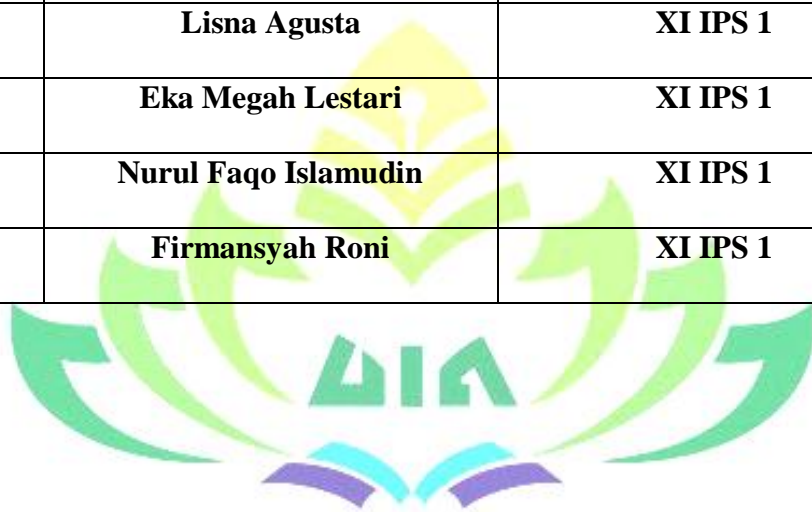 Lisna Agusta XI IPS 1
Eka Megah Lestari XI IPS 1
Nurul Faqo Islamudin XI IPS 1
Firmansyah Roni XI IPS 1
UIN